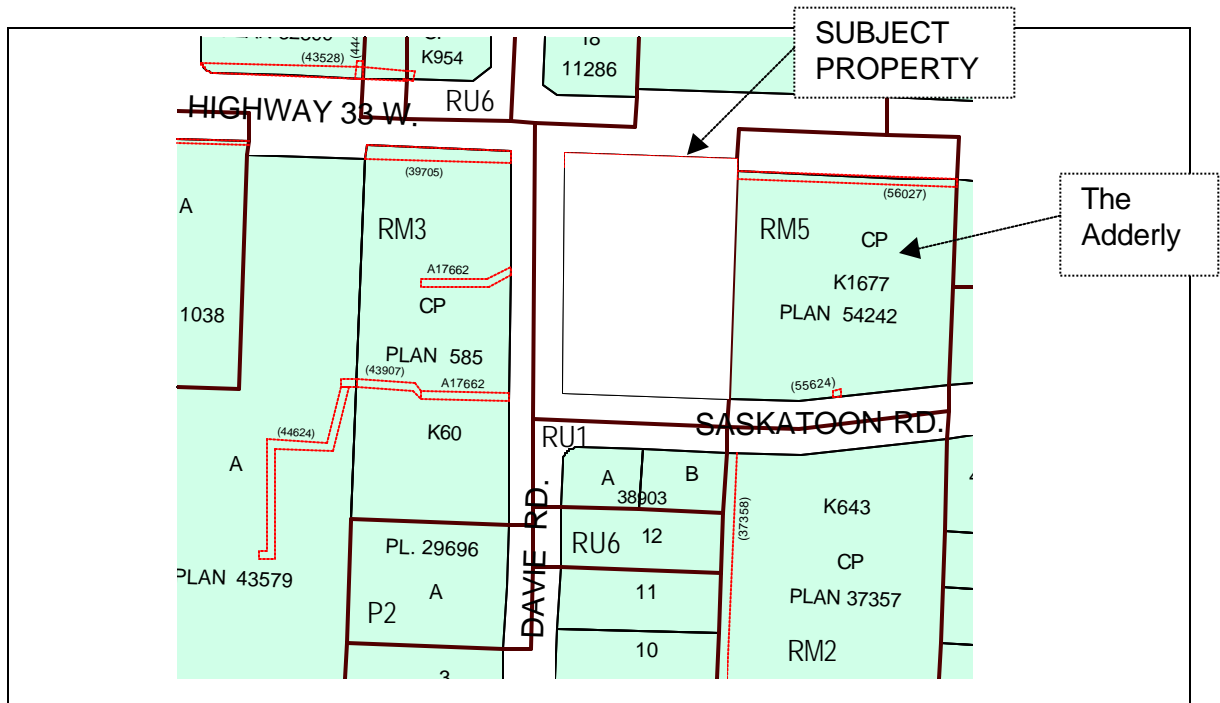 SUBJECT
PROPERTY
(43528)
K954
18
11286
HIGHWAY 33 W.
RU6
The
Adderly
(39705)
(56027)
A
RM3
RM5
CP
A17662
K1677
CP
1038
PLAN 54242
PLAN 585
(43907)
A17662
(55624)
SASKATOON RD.
K60
RU1
(44624)
A
A
B
38903
(37358)
K643
DAVIE RD.
RU6
12
PL. 29696
CP
PLAN 43579
A
11
PLAN 37357
P2
10
RM2
3